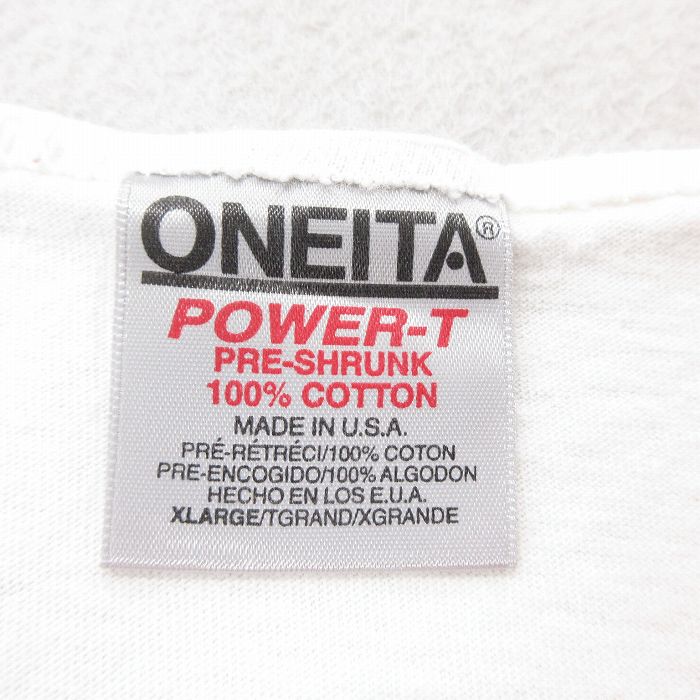 ONEITA®
POWER-T
PRE-SHRUNK
100% COTTON
MADE IN U.S.A.
PRÉ-RÉTRÉCI/100% COTON
PRE-ENCOGIDO/100% ALGODON
HECHO EN LOS E.U.A.
XLARGE/TGRAND/XGRANDE